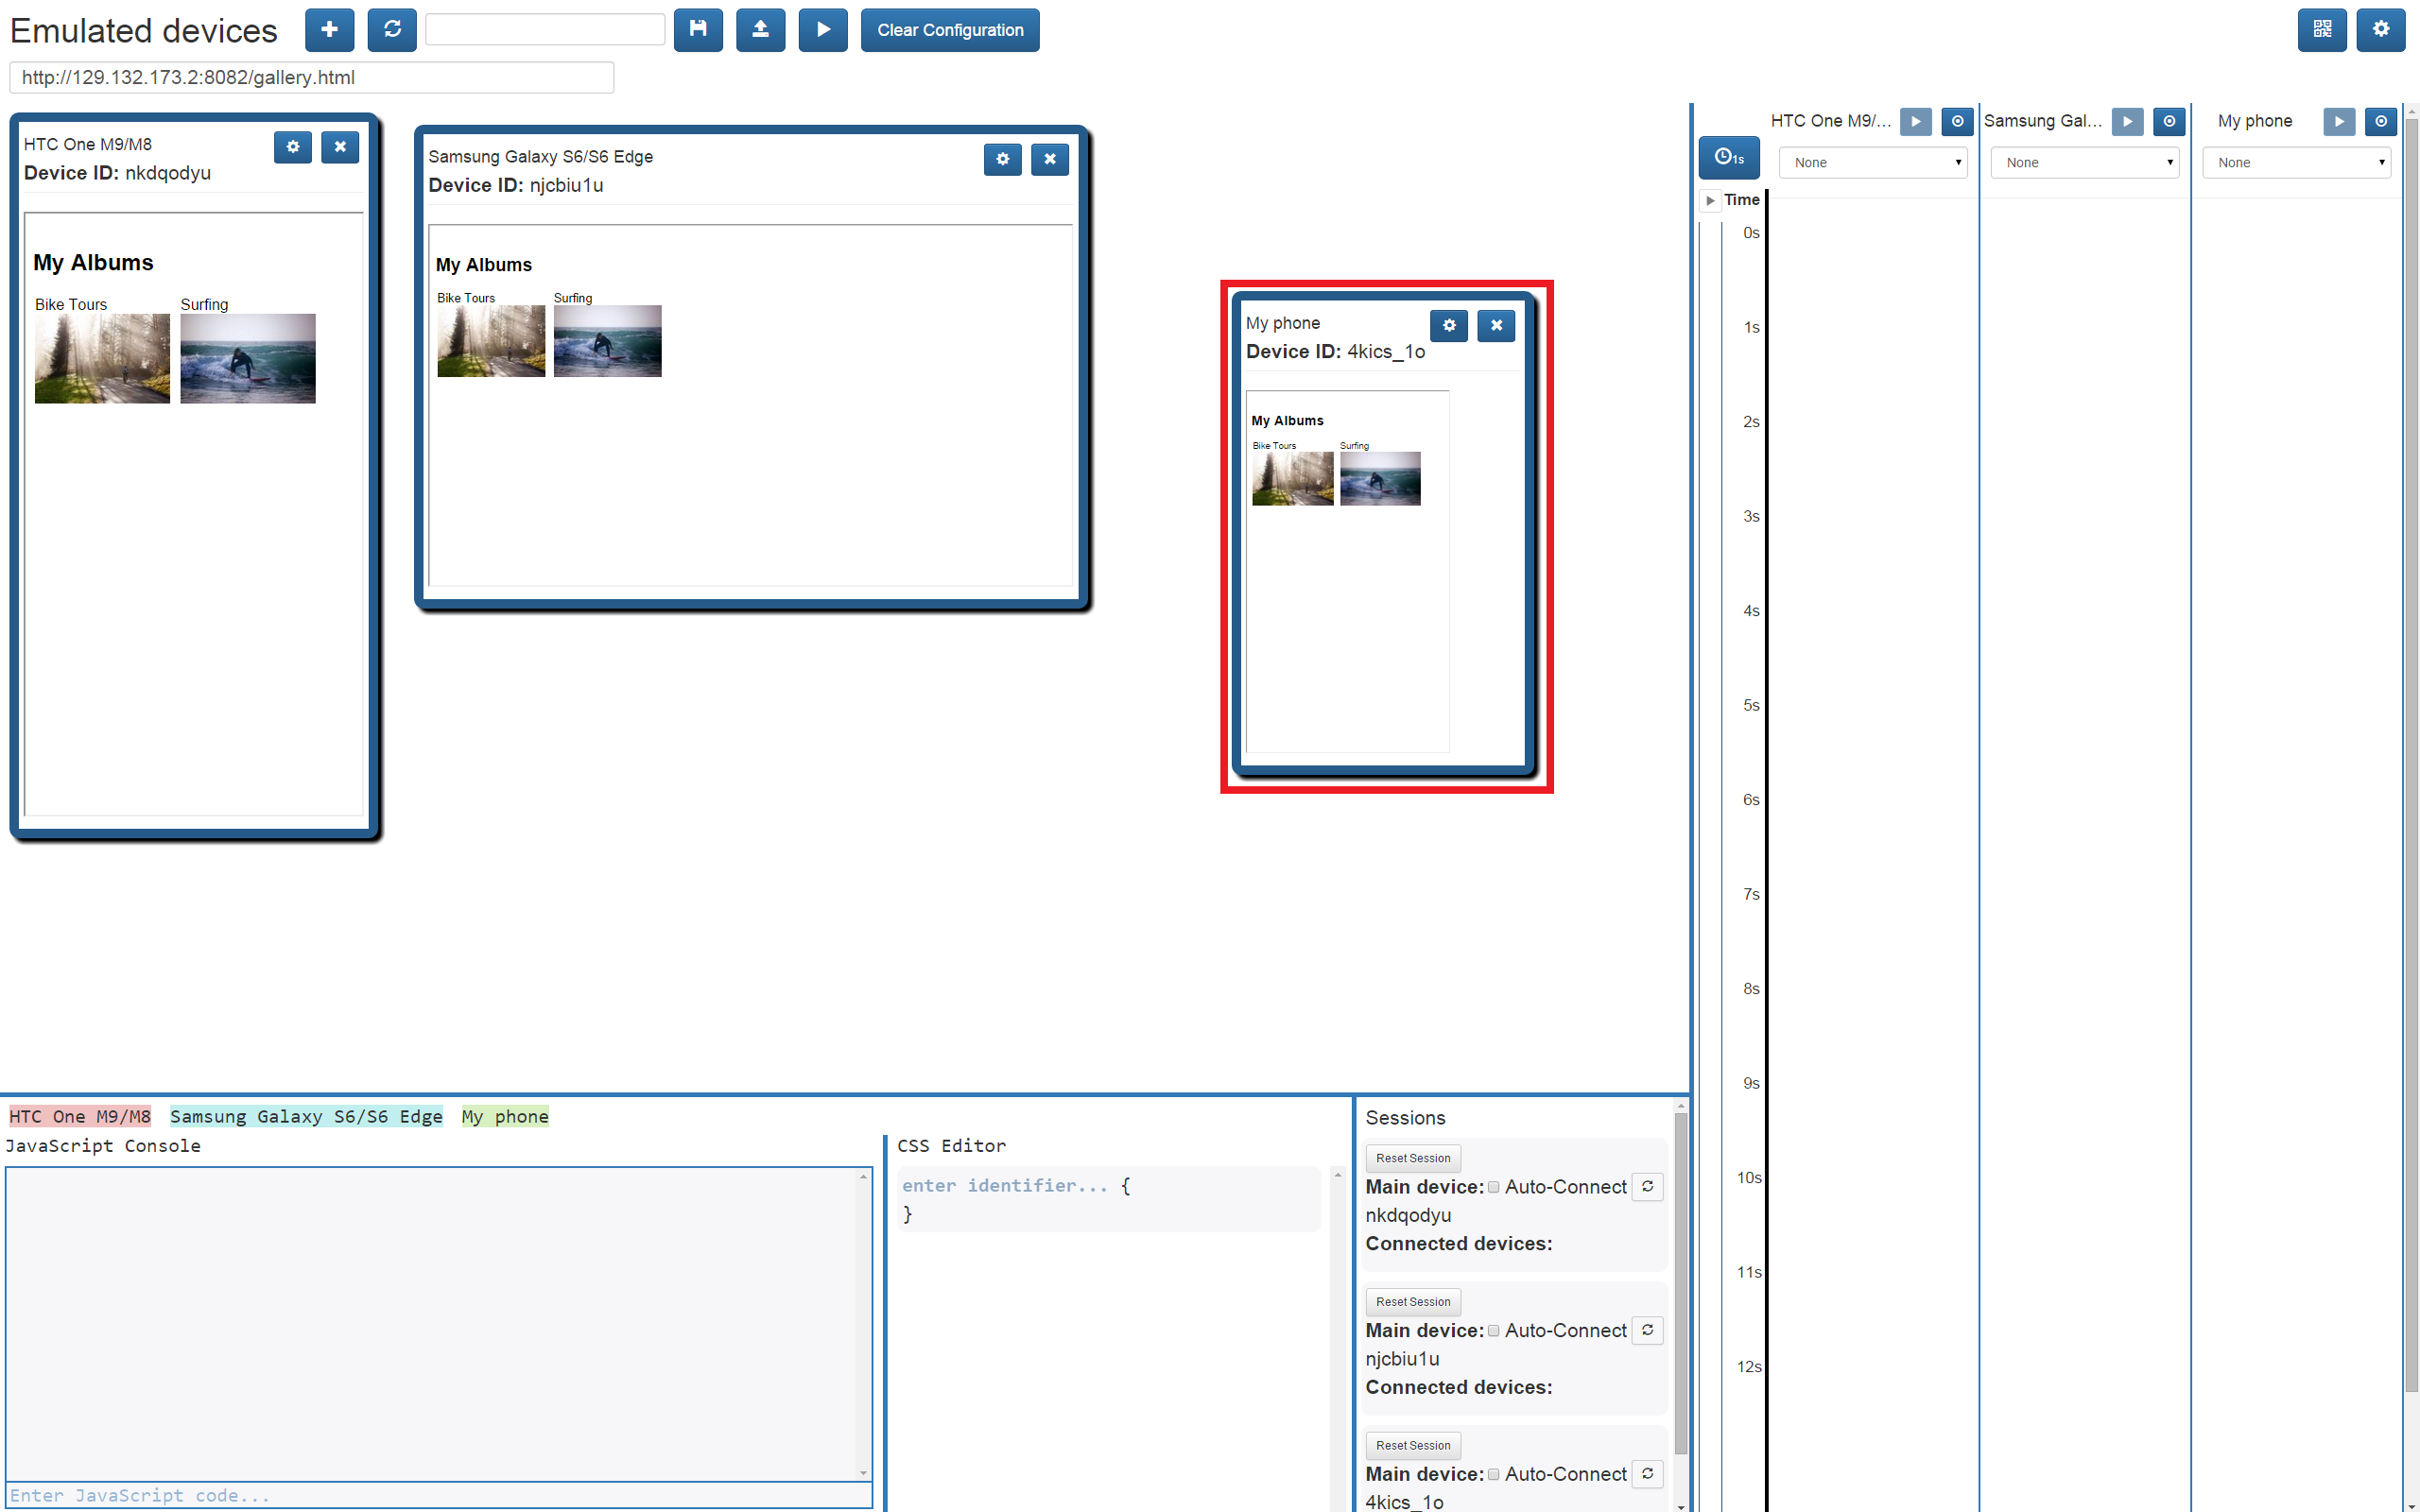 Emulated devices
Clear Configuration
http://129.132.173.2:8082/gallery.html
HTC One M9/M8
Device ID: nkdqodyu
My Albums
Bike Tours Surfing
Samsung Galaxy S6/S6 Edge
Device ID: njcbiu1u
My Albums
Bike Tours Surfing
My phone
Device ID: 4kics_1o
My Albums
Bike Tours Surfing
HTC One M9/... Samsung Gal... My phone
1s None None None
Time
0s
1s
2s
3s
4s
5s
6s
7s
8s
9s
10s
11s
12s
HTC One M9/M8 Samsung Galaxy S6/S6 Edge My phone
JavaScript Console
Enter JavaScript code...
CSS Editor
enter identifier... {
}
Sessions
Reset Session
Main device: Auto-Connect
nkdqodyu
Connected devices:
Reset Session
Main device: Auto-Connect
njcbiu1u
Connected devices:
Reset Session
Main device: Auto-Connect
4kics_1o